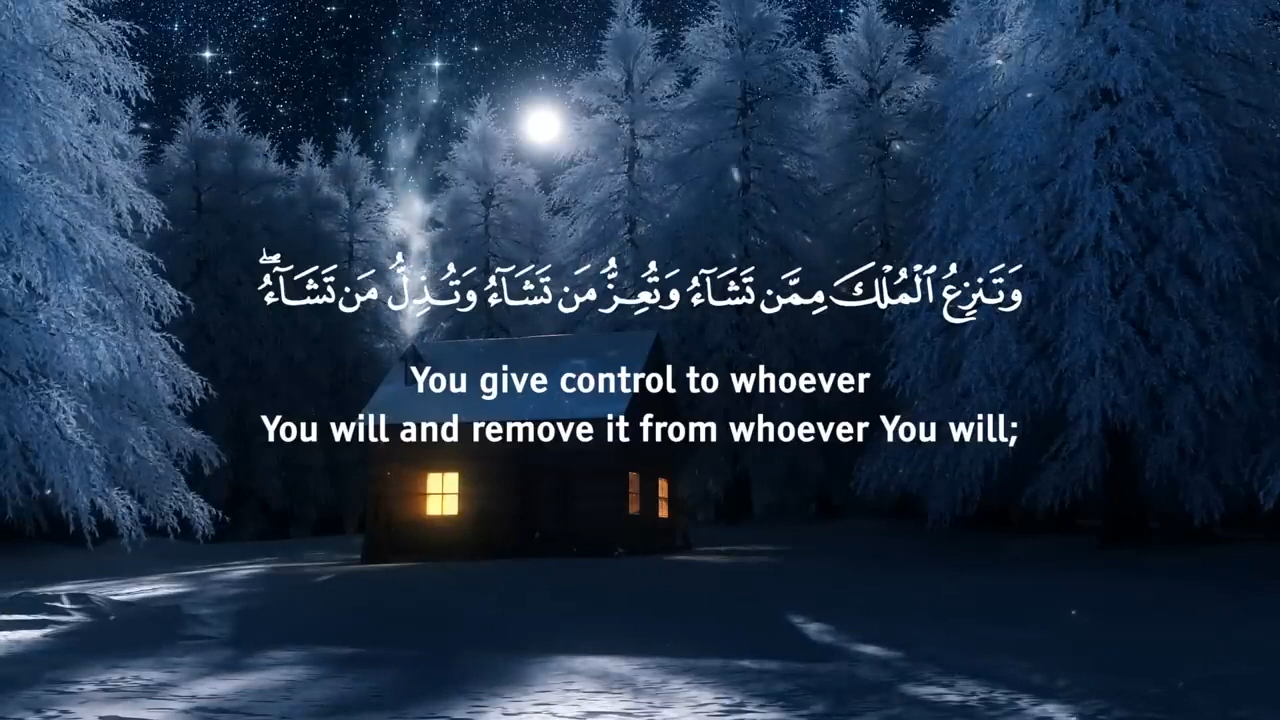 وَتَنزِعُ ٱلْمُلْكَ مِمَّن تَشَآءُ وَتُعِزُّ مَن تَشَآءُ وَتُذِلُّ مَن تَشَآءُۖ
You give control to whoever
You will and remove it from whoever You will;